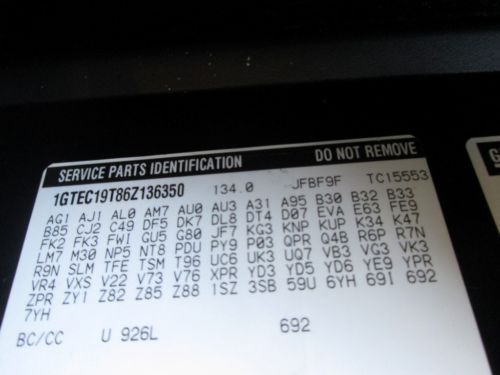 SERVICE PARTS IDENTIFICATION DO NOT REMOVE
1GTEC19T86Z136350 134.0 JFBF9F TC15553
AG1 AJ1 AL0 AM7 AU0 AU3 A31 A95 B30 B32 B33
B85 CJ2 C49 DF5 DK7 DL8 DT4 D07 EVA E63 FE9
FK2 FK3 FWI GU5 G80 JF7 KG3 KNP KUP K34 K47
LM7 M30 NP5 NT8 PDU PY9 P03 QPR Q4B R6P R7N
R9N SLM TFE TSM T96 UC6 UK3 UQ7 VB3 VG3 VK3
VR4 VXS V22 V73 V76 XPR YD3 YD5 YD6 YE9 YPR
ZPR ZY1 Z82 Z85 Z88 1SZ 3SB 59U 6YH 69I 692
7YH
BC/CC U 926L 692